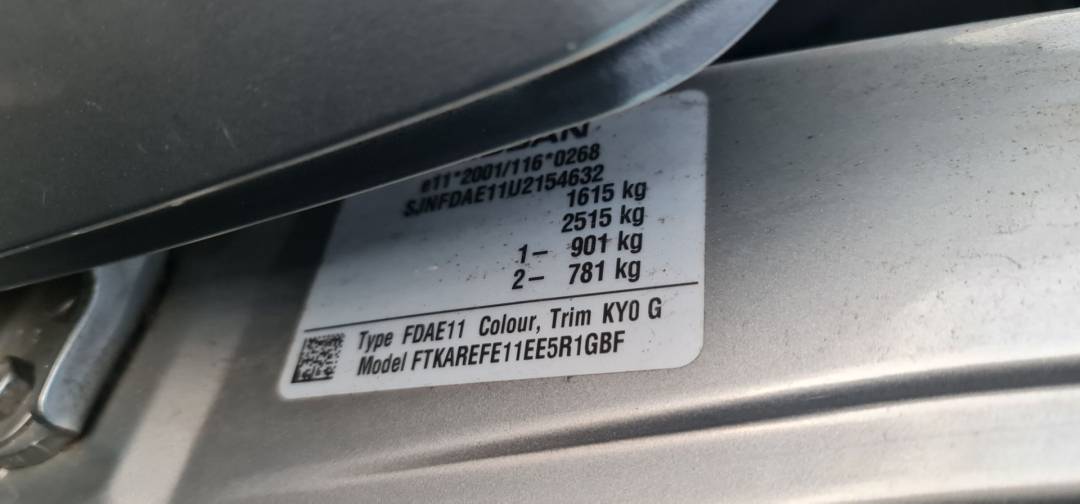 e11*2001/116*0268
SJNFDAE11U2154632
1615 kg
2515 kg
1– 901 kg
2– 781 kg
Type FDAE11 Colour, Trim KY0 G
Model FTKAREFE11EE5R1GBF